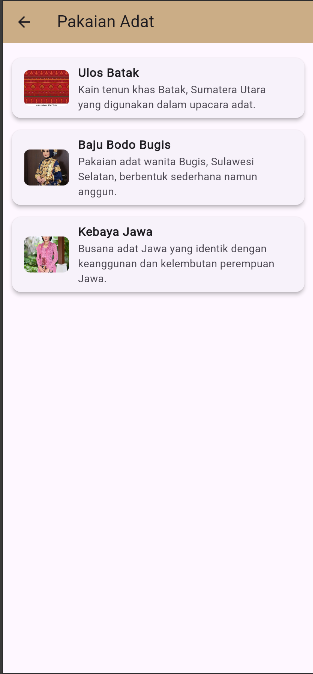 Pakaian Adat
Ulos Batak
Kain tenun khas Batak, Sumatera Utara
yang digunakan dalam upacara adat.
Baju Bodo Bugis
Pakaian adat wanita Bugis, Sulawesi
Selatan, berbentuk sederhana namun
anggun.
Kebaya Jawa
Busana adat Jawa yang identik dengan
keanggunan dan kelembutan perempuan
Jawa.